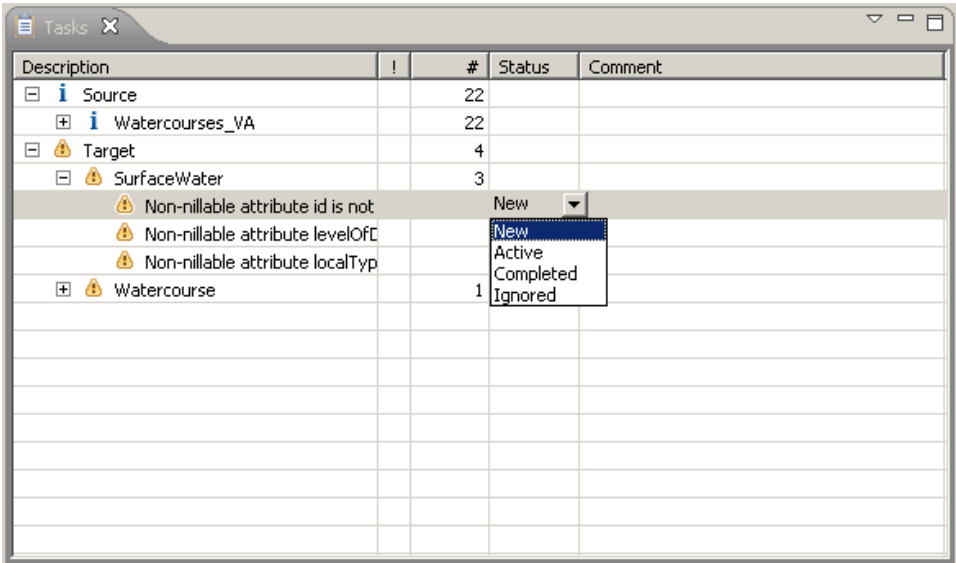 Tasks
Description ! # Status Comment
Source 22
Watercourses_VA 22
Target 4
SurfaceWater 3
Non-nillable attribute id is not New
Non-nillable attribute levelOfD New
Non-nillable attribute localTyp Active
Completed
Watercourse 1 Ignored